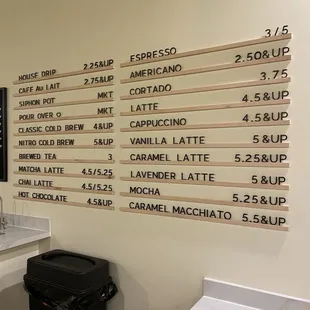 HOUSE DRIP 2.25&UP
CAFE AU LAIT 2.75&UP
SIPHON POT MKT
POUR OVER MKT
CLASSIC COLD BREW 4&UP
NITRO COLD BREW 5&UP
BREWED TEA 3
MATCHA LATTE 4.5/5.25
CHAI LATTE 4.5/5.25
HOT CHOCOLATE 4.5&UP
ESPRESSO 3/5
AMERICANO 2.50&UP
CORTADO 3.75
LATTE 4.5&UP
CAPPUCCINO 4.5&UP
VANILLA LATTE 5&UP
CARAMEL LATTE 5.25&UP
LAVENDER LATTE 5&UP
MOCHA 5.25&UP
CARAMEL MACCHIATO 5.5&UP